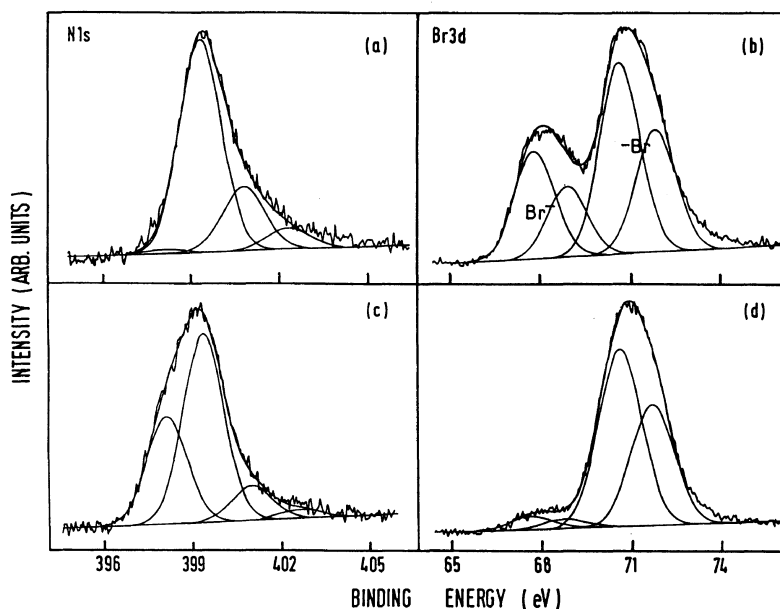 N1s
(a)
Br3d
(b)
-Br
Br⁻
(c)
(d)
INTENSITY (ARB. UNITS)
396 399 402 405
65 68 71 74
BINDING ENERGY (eV)